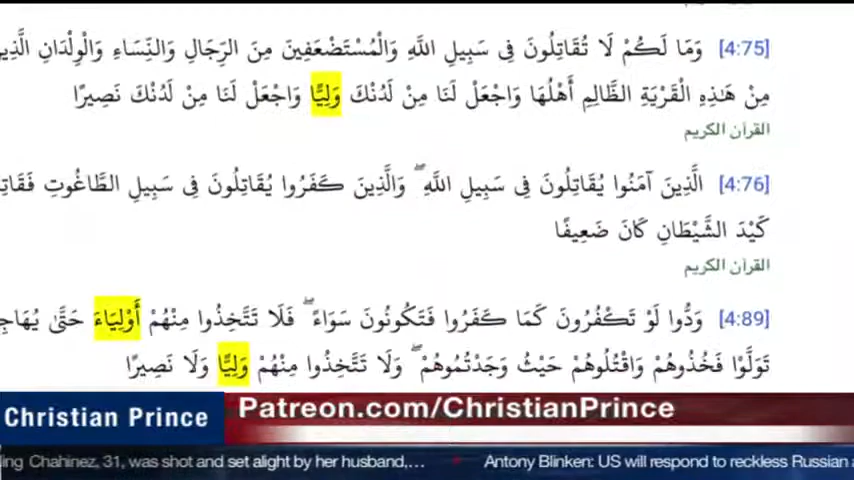 [4:75] وَمَا لَكُمْ لَا تُقَاتِلُونَ فِى سَبِيلِ اللَّهِ وَالْمُسْتَضْعَفِينَ مِنَ الرِّجَالِ وَالنِّسَاءِ وَالْوِلْدَانِ
مِنْ هَٰذِهِ الْقَرْيَةِ الظَّالِمِ أَهْلُهَا وَاجْعَلْ لَنَا مِنْ لَدُنْكَ وَلِيًّا وَاجْعَلْ لَنَا مِنْ لَدُنْكَ نَصِيرًا
القرآن الكريم
[4:76] الَّذِينَ آمَنُوا يُقَاتِلُونَ فِى سَبِيلِ اللَّهِ ۖ وَالَّذِينَ كَفَرُوا يُقَاتِلُونَ فِى سَبِيلِ الطَّاغُوتِ
كَيْدَ الشَّيْطَانِ كَانَ ضَعِيفًا
القرآن الكريم
[4:89] وَدُّوا لَوْ تَكْفُرُونَ كَمَا كَفَرُوا فَتَكُونُونَ سَوَاءً ۖ فَلَا تَتَّخِذُوا مِنْهُمْ أَوْلِيَاءَ حَتَّىٰ
تَوَلَّوْا فَخُذُوهُمْ وَاقْتُلُوهُمْ حَيْثُ وَجَدْتُمُوهُمْ ۖ وَلَا تَتَّخِذُوا مِنْهُمْ وَلِيًّا وَلَا نَصِيرًا
Christian Prince
Patreon.com/ChristianPrince
ling Chahinez, 31, was shot and set alight by her husband,...
Antony Blinken: US will respond to reckless Russian a